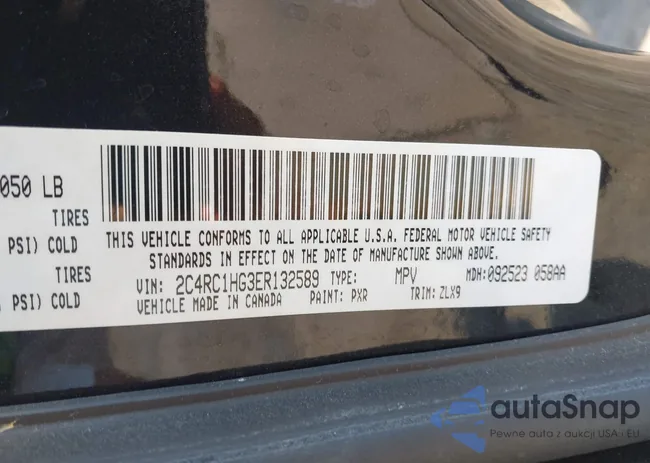 050 LB
TIRES
PSI) COLD
TIRES
PSI) COLD
THIS VEHICLE CONFORMS TO ALL APPLICABLE U.S.A. FEDERAL MOTOR VEHICLE SAFETY
STANDARDS IN EFFECT ON THE DATE OF MANUFACTURE SHOWN ABOVE.
VIN: 2C4RC1HG3ER132589 TYPE: MPV MDH: 092523 058AA
VEHICLE MADE IN CANADA PAINT: PXR TRIM: ZLX9
autaSnap
Pewne auto z aukcji USA i EU